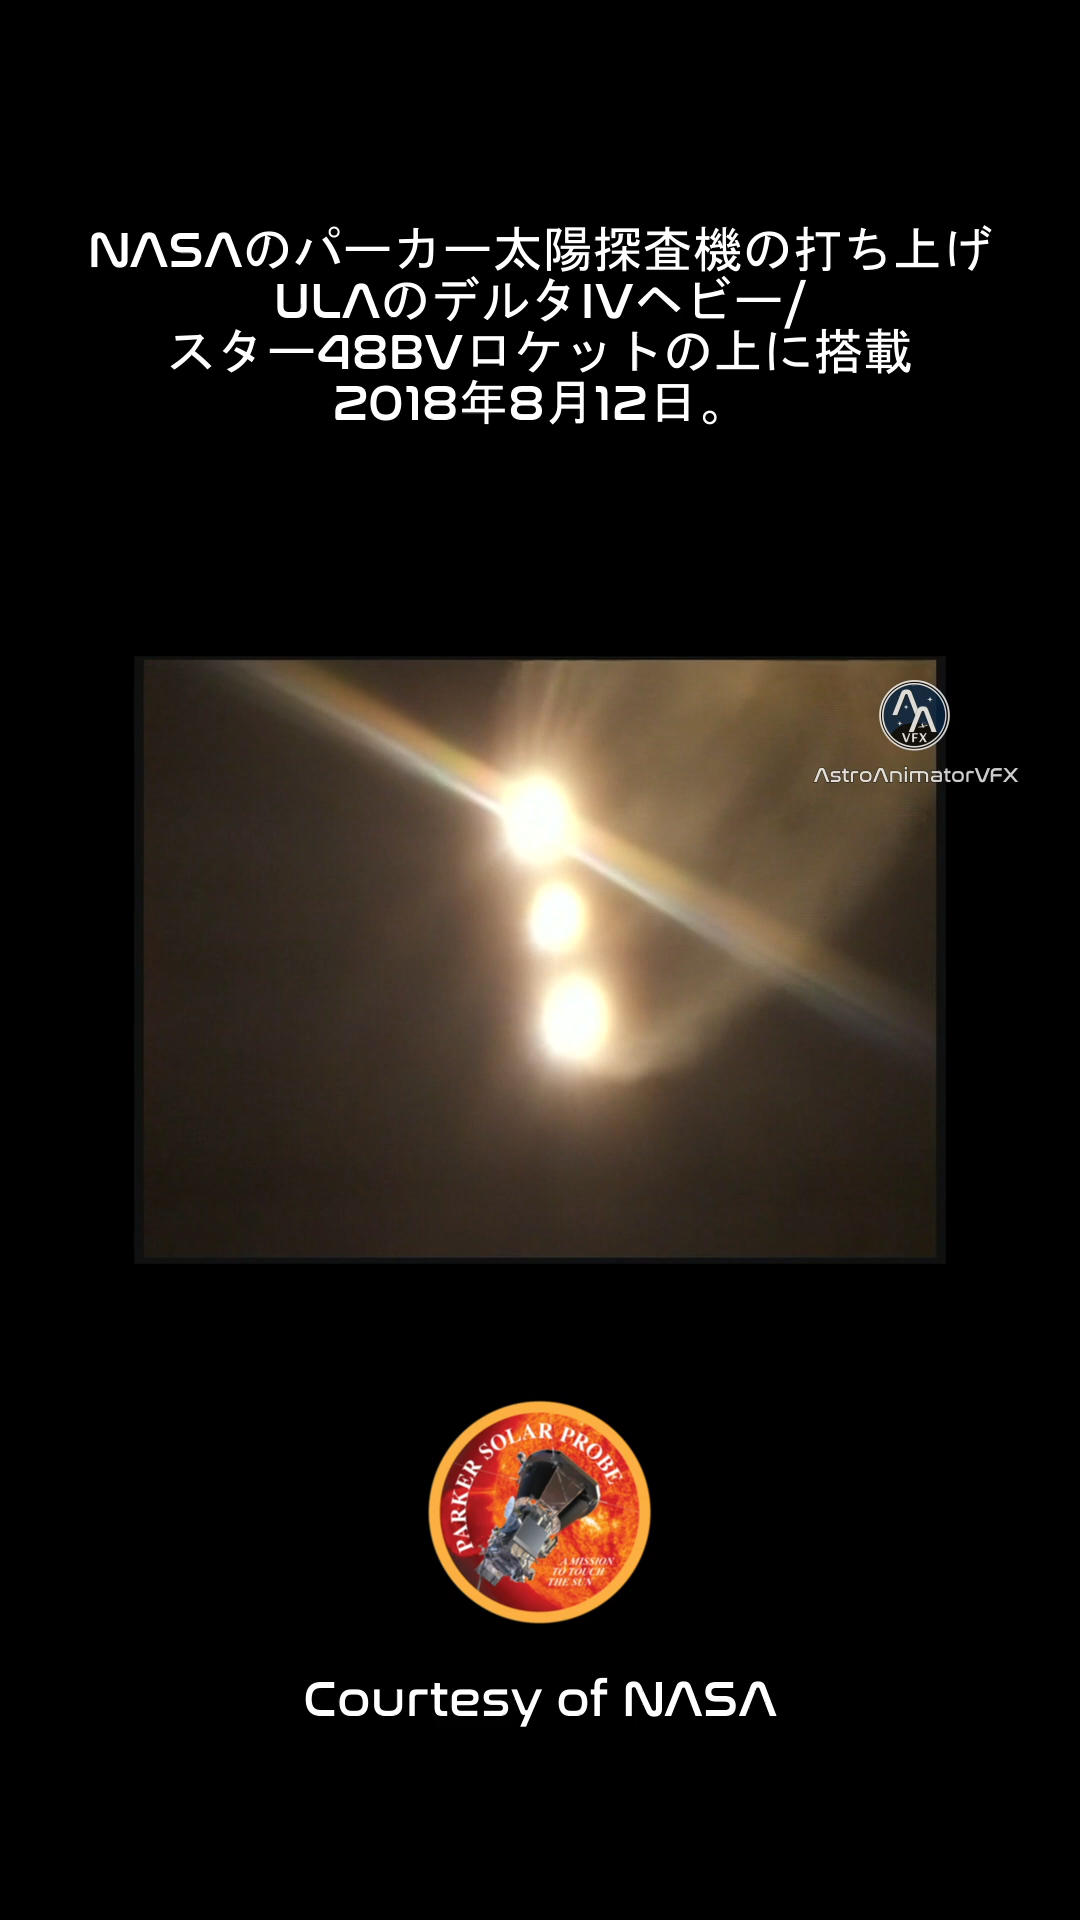 NASAのパーカー太陽探査機の打ち上げ
ULAのデルタIVヘビー/
スター48BVロケットの上に搭載
2018年8月12日。
VFX
AstroAnimatorVFX
PARKER SOLAR PROBE
A MISSION
TO TOUCH
THE SUN
Courtesy of NASA